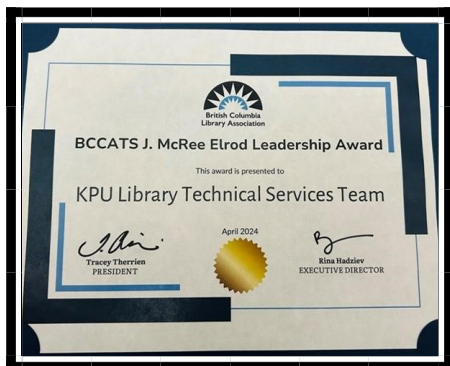 British Columbia
Library Association
BCCATS J. McRee Elrod Leadership Award
This award is presented to
KPU Library Technical Services Team
April 2024
Tracey Therrien
PRESIDENT
Rina Hadziev
EXECUTIVE DIRECTOR